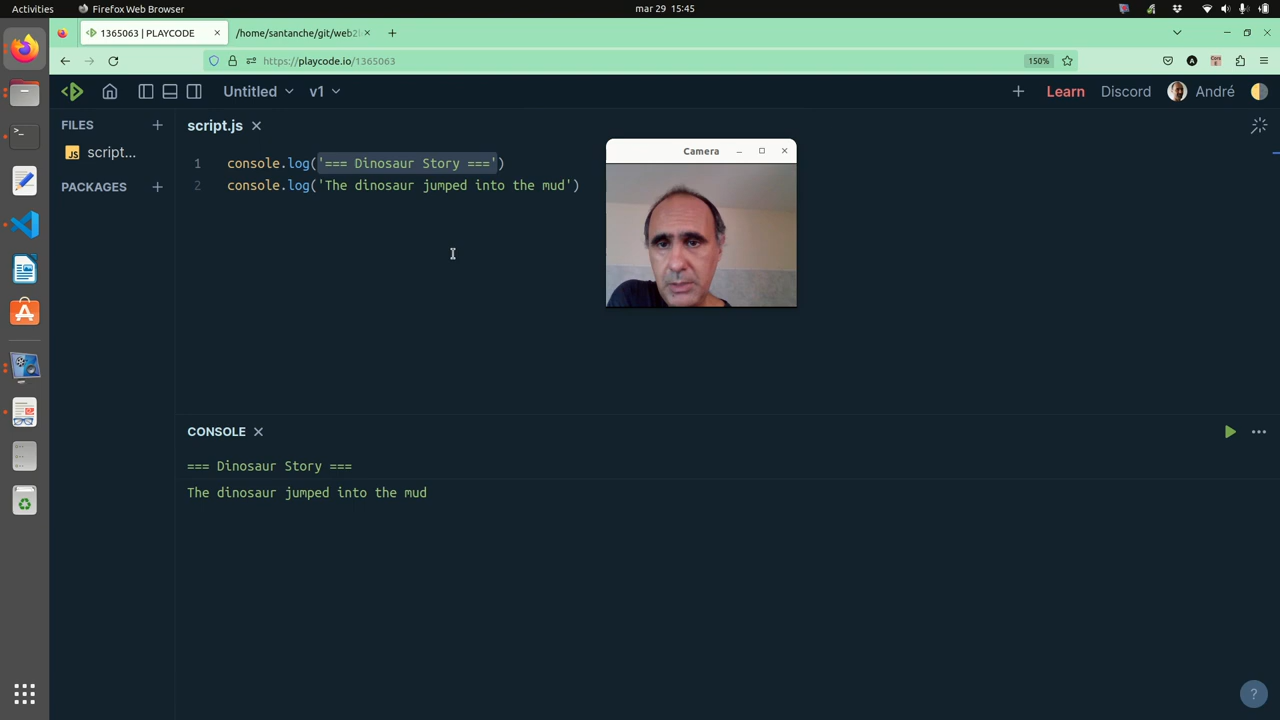 Activities
Firefox Web Browser
mar 29 15:45
1365063 | PLAYCODE
/home/santanche/git/web2l
https://playcode.io/1365063
150%
Untitled
v1
Learn
Discord
André
FILES
script...
PACKAGES
script.js
1 console.log('=== Dinosaur Story ===')
2 console.log('The dinosaur jumped into the mud')
Camera
CONSOLE
=== Dinosaur Story ===
The dinosaur jumped into the mud